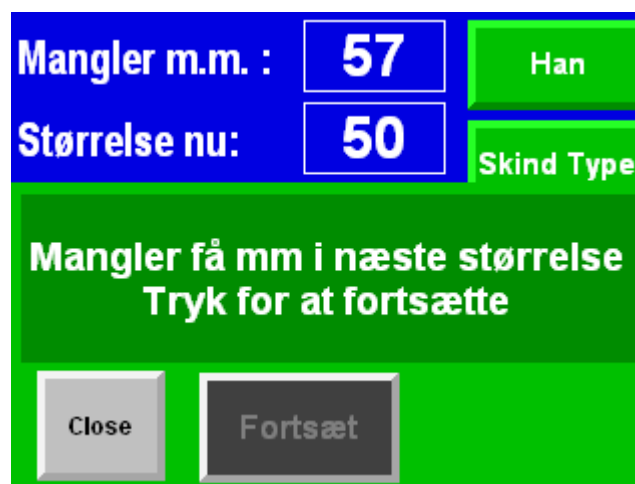 Mangler m.m. : 57 Han
Størrelse nu: 50 Skind Type
Mangler få mm i næste størrelse
Tryk for at fortsætte
Close Fortsæt